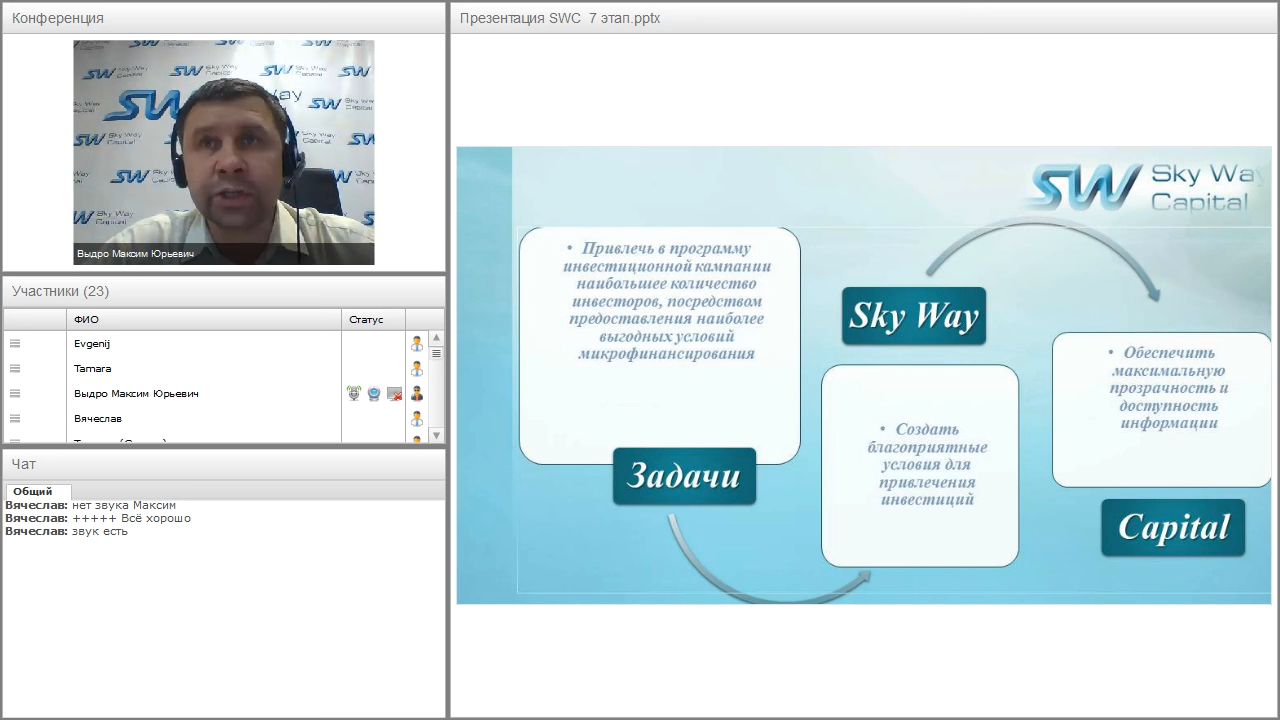 Конференция
SW Sky Way
Capital
Выдро Максим Юрьевич
Участники (23)
ФИО
Статус
Evgenij
Tamara
Выдро Максим Юрьевич
Вячеслав
Чат
Общий
Вячеслав: нет звука Максим
Вячеслав: +++++ Всё хорошо
Вячеслав: звук есть
Презентация SWC 7 этап.pptx
SW Sky Way
Capital
• Привлечь в программу
инвестиционной кампании
наибольшее количество
инвесторов, посредством
предоставления наиболее
выгодных условий
микрофинансирования
Задачи
Sky Way
• Создать
благоприятные
условия для
привлечения
инвестиций
• Обеспечить
максимальную
прозрачность и
доступность
информации
Capital